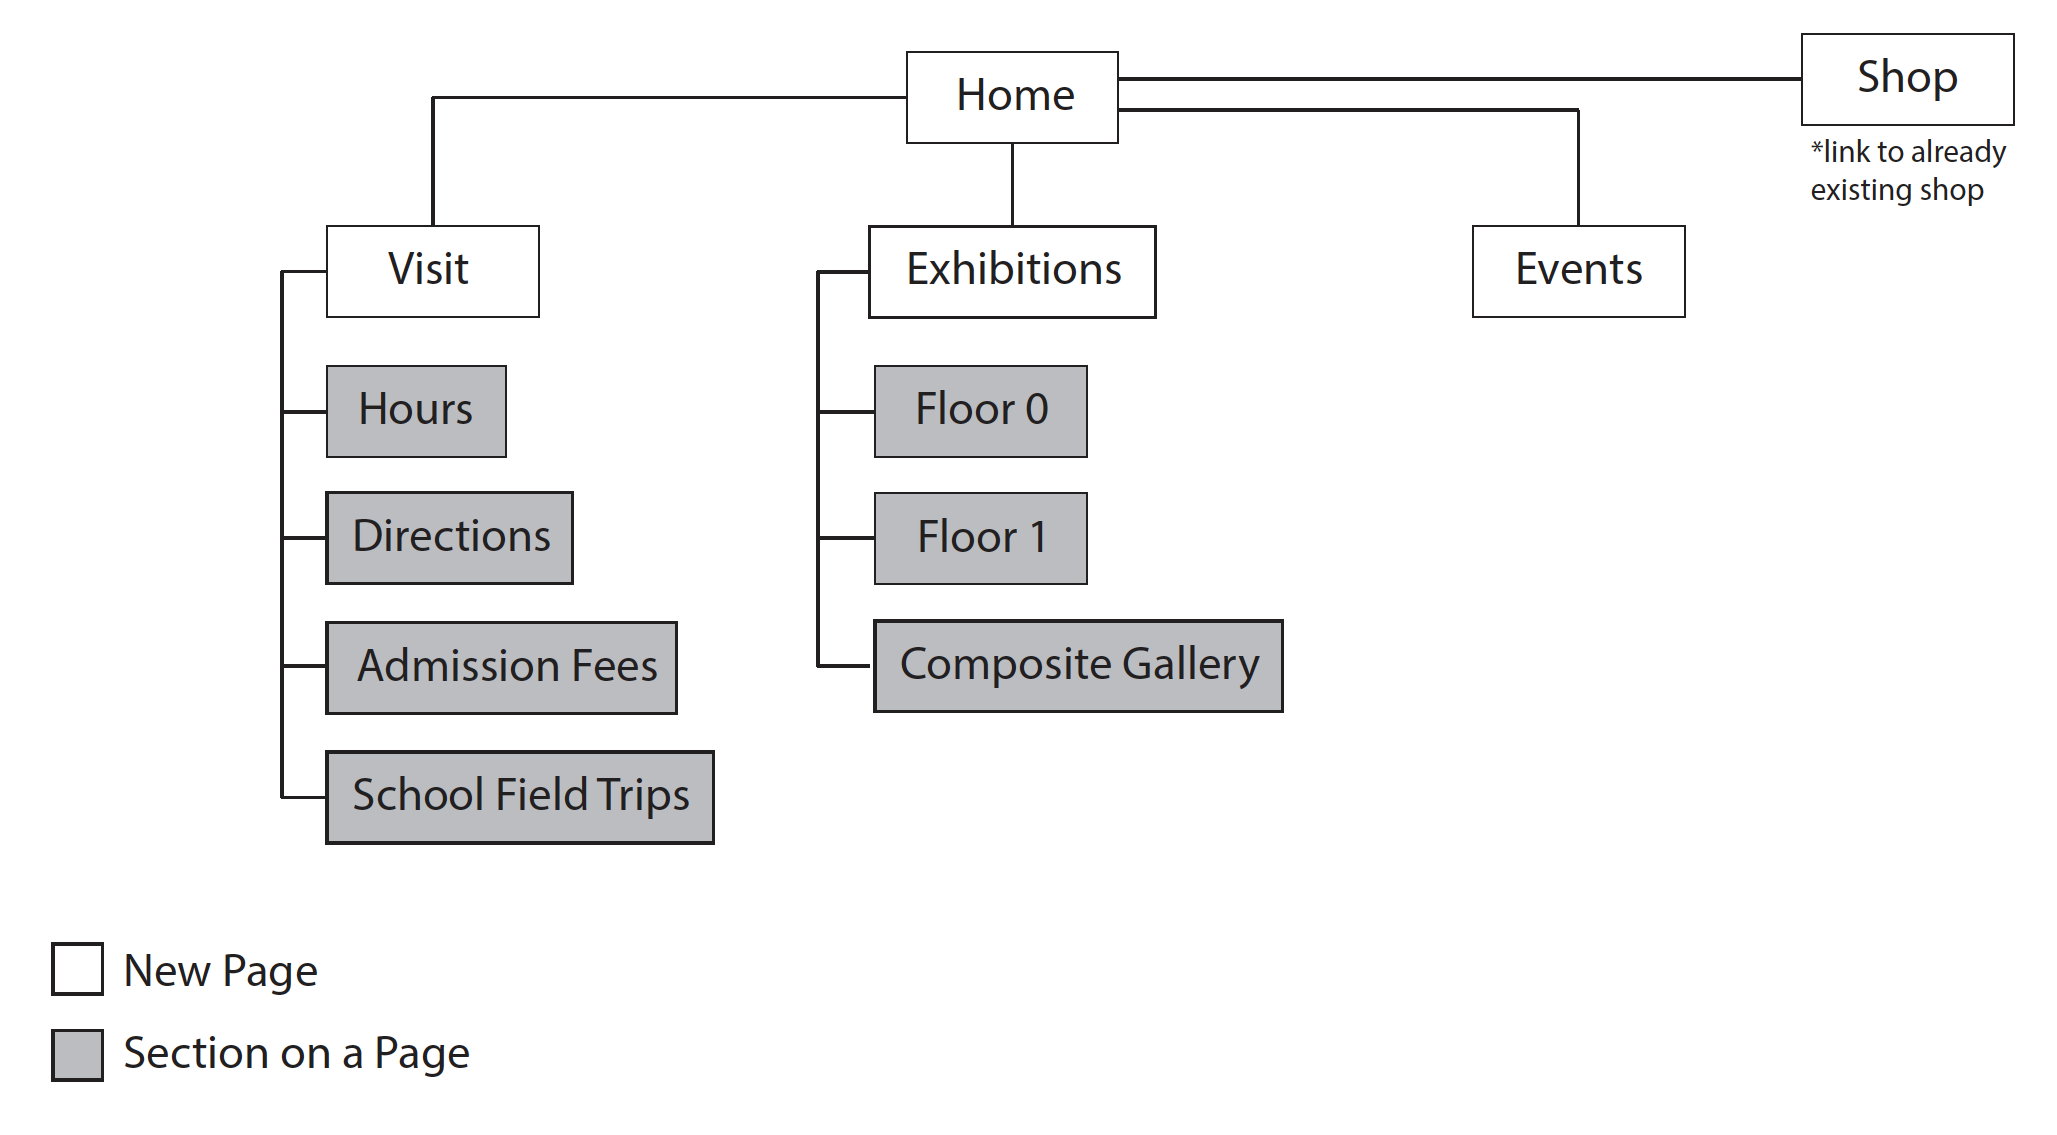 Home
Shop
*link to already
existing shop
Visit
Exhibitions
Events
Hours
Directions
Admission Fees
School Field Trips
Floor 0
Floor 1
Composite Gallery
New Page
Section on a Page